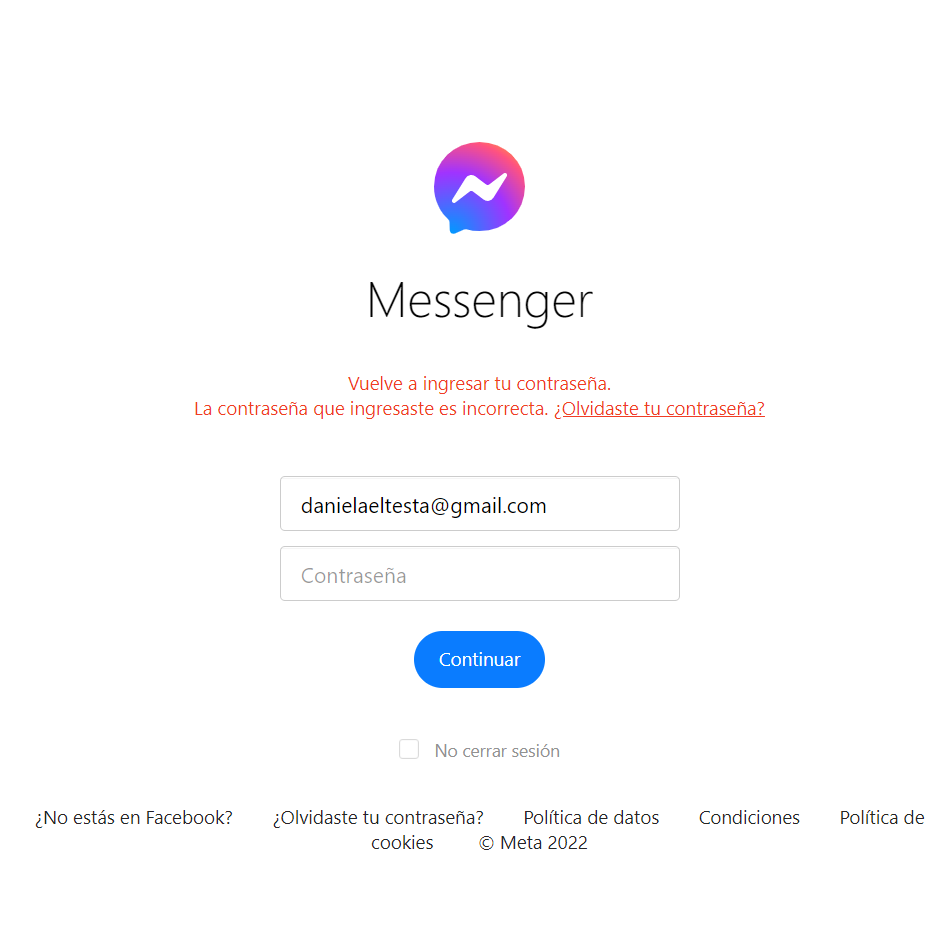 Messenger
Vuelve a ingresar tu contraseña.
La contraseña que ingresaste es incorrecta. ¿Olvidaste tu contraseña?
danielaeltesta@gmail.com
Contraseña
Continuar
No cerrar sesión
¿No estás en Facebook? ¿Olvidaste tu contraseña? Política de datos Condiciones Política de
cookies © Meta 2022